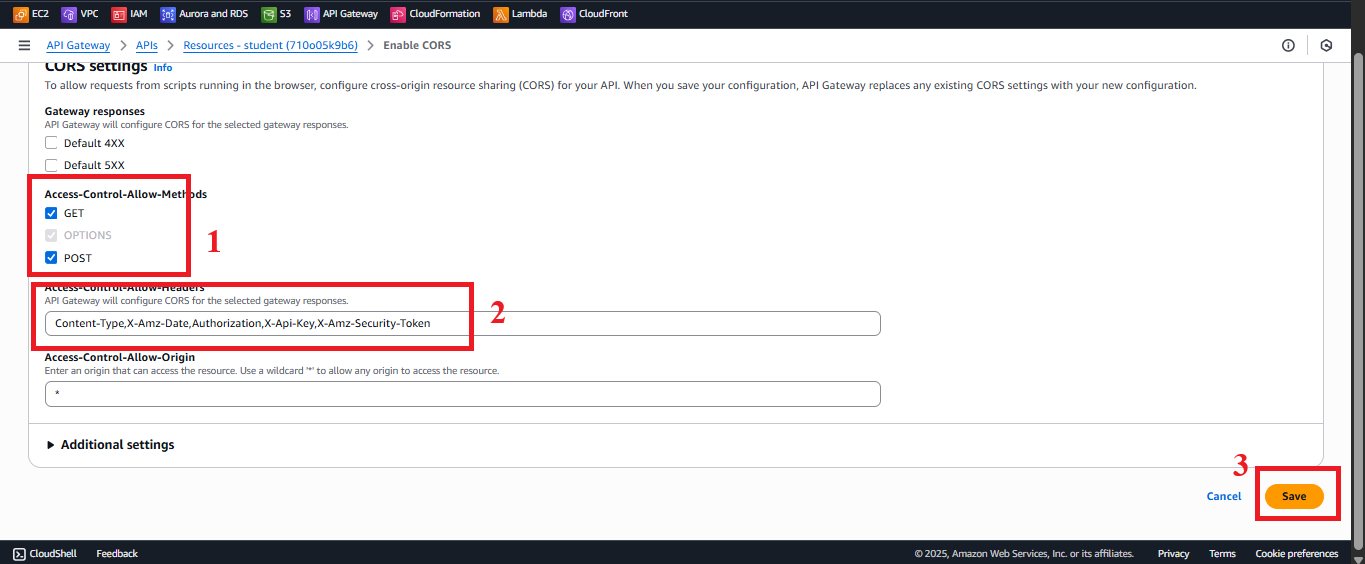 EC2 VPC IAM Aurora and RDS S3 API Gateway CloudFormation Lambda CloudFront
API Gateway > APIs > Resources - student (710o05k9b6) > Enable CORS
CORS settings Info
To allow requests from scripts running in the browser, configure cross-origin resource sharing (CORS) for your API. When you save your configuration, API Gateway replaces any existing CORS settings with your new configuration.
Gateway responses
API Gateway will configure CORS for the selected gateway responses.
Default 4XX
Default 5XX
Access-Control-Allow-Methods
GET
OPTIONS
1
POST
Access-Control-Allow-Headers
API Gateway will configure CORS for the selected gateway responses.
2
Content-Type,X-Amz-Date,Authorization,X-Api-Key,X-Amz-Security-Token
Access-Control-Allow-Origin
Enter an origin that can access the resource. Use a wildcard '*' to allow any origin to access the resource.
*
Additional settings
3
Cancel Save
CloudShell Feedback © 2025, Amazon Web Services, Inc. or its affiliates. Privacy Terms Cookie preferences